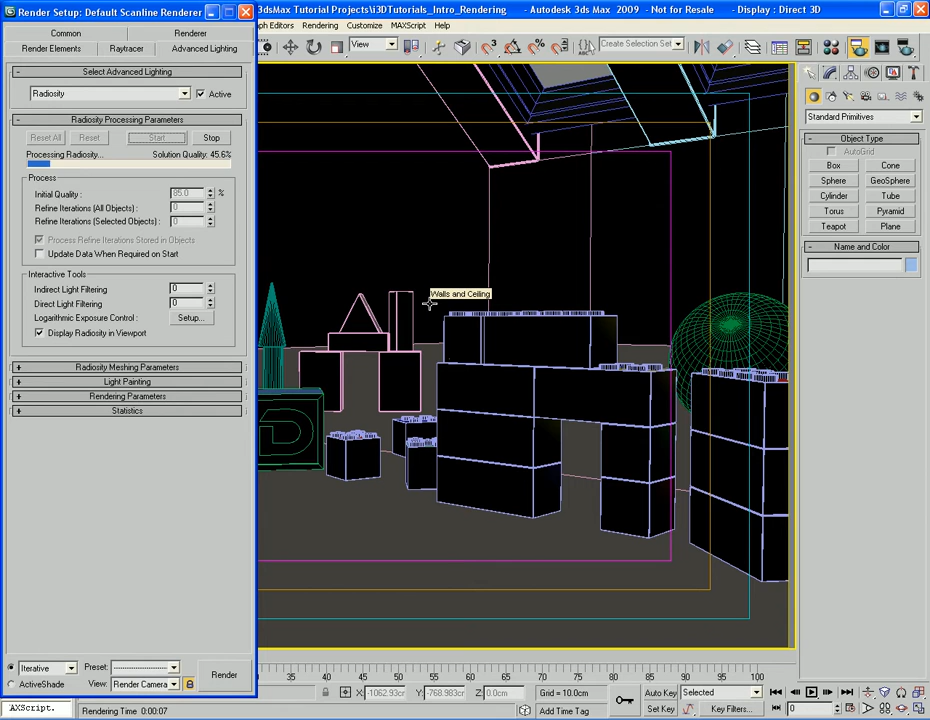 Render Setup: Default Scanline Renderer
3dsMax Tutorial Projects\i3DTutorials_Intro_Rendering - Autodesk 3ds Max 2009 - Not for Resale - Display : Direct 3D
Common Renderer
Render Elements Raytracer Advanced Lighting
Graph Editors Rendering Customize MAXScript Help
View
Create Selection Set
Select Advanced Lighting
Radiosity Active
Radiosity Processing Parameters
Reset All Reset Start Stop
Processing Radiosity... Solution Quality: 45.6%
Process
Initial Quality : 85.0 %
Refine Iterations (All Objects) : 0
Refine Iterations (Selected Objects) : 0
Process Refine Iterations Stored in Objects
Update Data When Required on Start
Interactive Tools
Indirect Light Filtering 0
Direct Light Filtering 0
Logarithmic Exposure Control : Setup...
Display Radiosity in Viewport
Radiosity Meshing Parameters
Light Painting
Rendering Parameters
Statistics
Walls and Ceiling
Standard Primitives
Object Type
AutoGrid
Box Cone
Sphere GeoSphere
Cylinder Tube
Torus Pyramid
Teapot Plane
Name and Color
Iterative Preset: Render
ActiveShade View: Render Camera
30 35 40 45 50 55 60 65 70 75 80 85 90 95 100
X: -1062.93c Y: -768.983c Z: 0.0cm Grid = 10.0cm Auto Key Selected
AXScript. Rendering Time 0:00:07 Add Time Tag Set Key Key Filters... 0